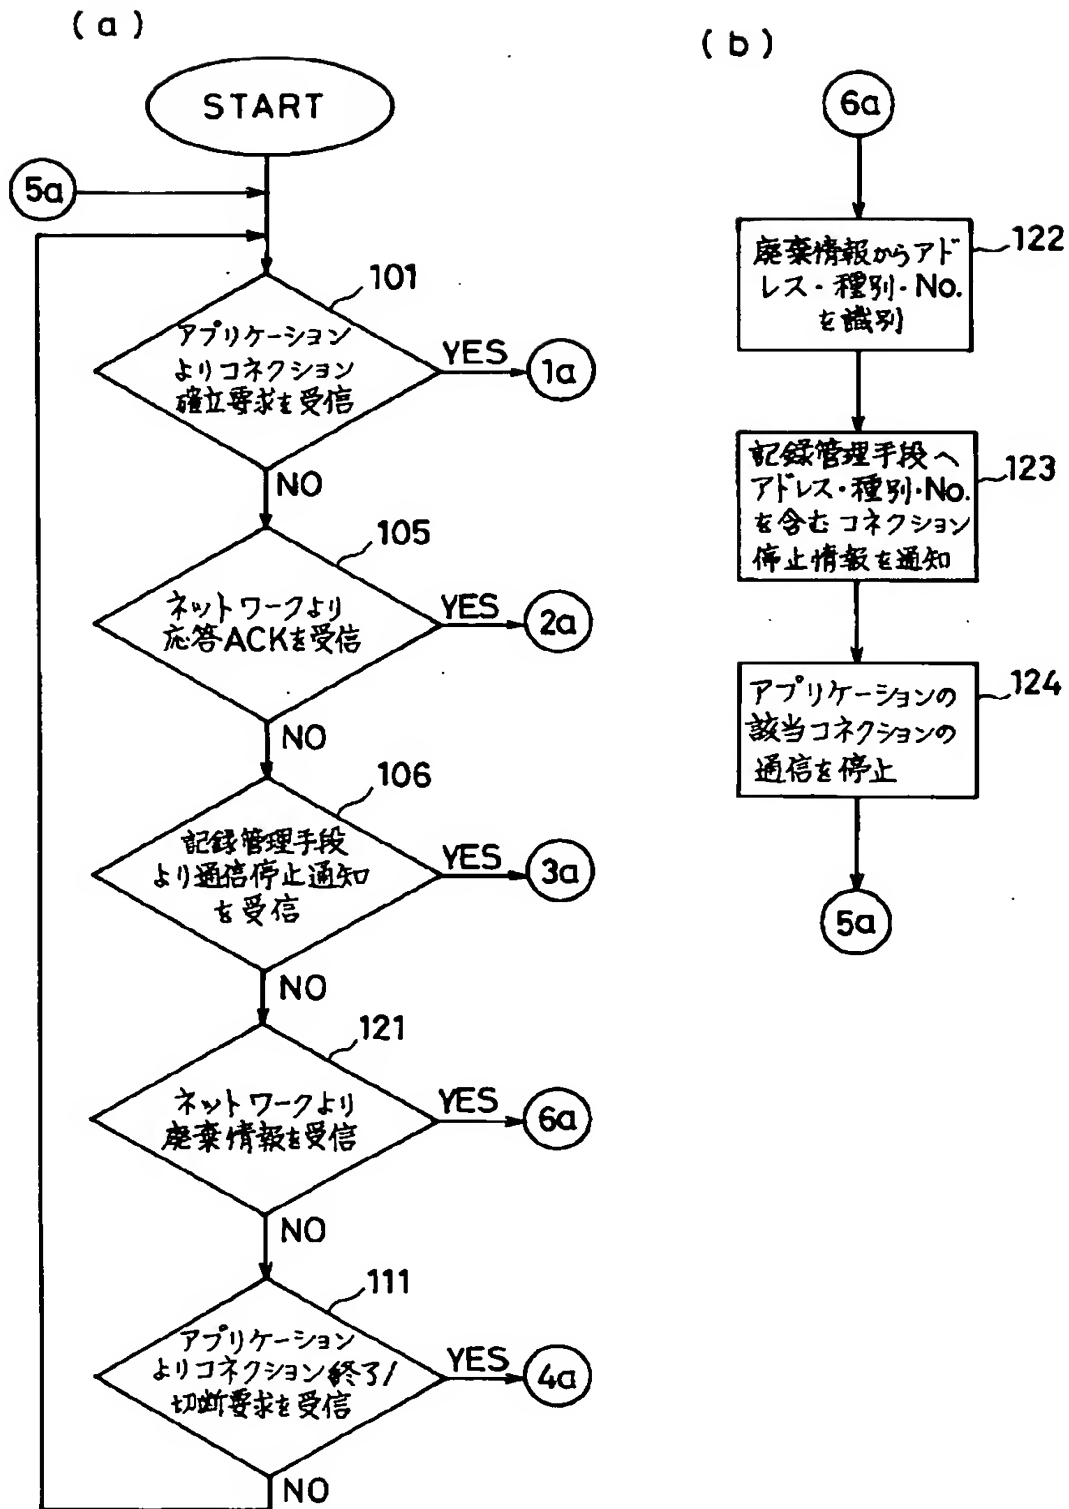 (a)
START
5a
101
アプリケーション
よりコネクション
確立要求を受信
YES
1a
NO
105
ネットワークより
応答ACKを受信
YES
2a
NO
106
記録管理手段
より通信停止通知
を受信
YES
3a
NO
121
ネットワークより
廃棄情報を受信
YES
6a
NO
111
アプリケーション
よりコネクション終了/
切断要求を受信
YES
4a
NO
(b)
6a
122
廃棄情報からアド
レス・種別・No.
を識別
123
記録管理手段へ
アドレス・種別・No.
を含むコネクション
停止情報を通知
124
アプリケーションの
該当コネクションの
通信を停止
5a